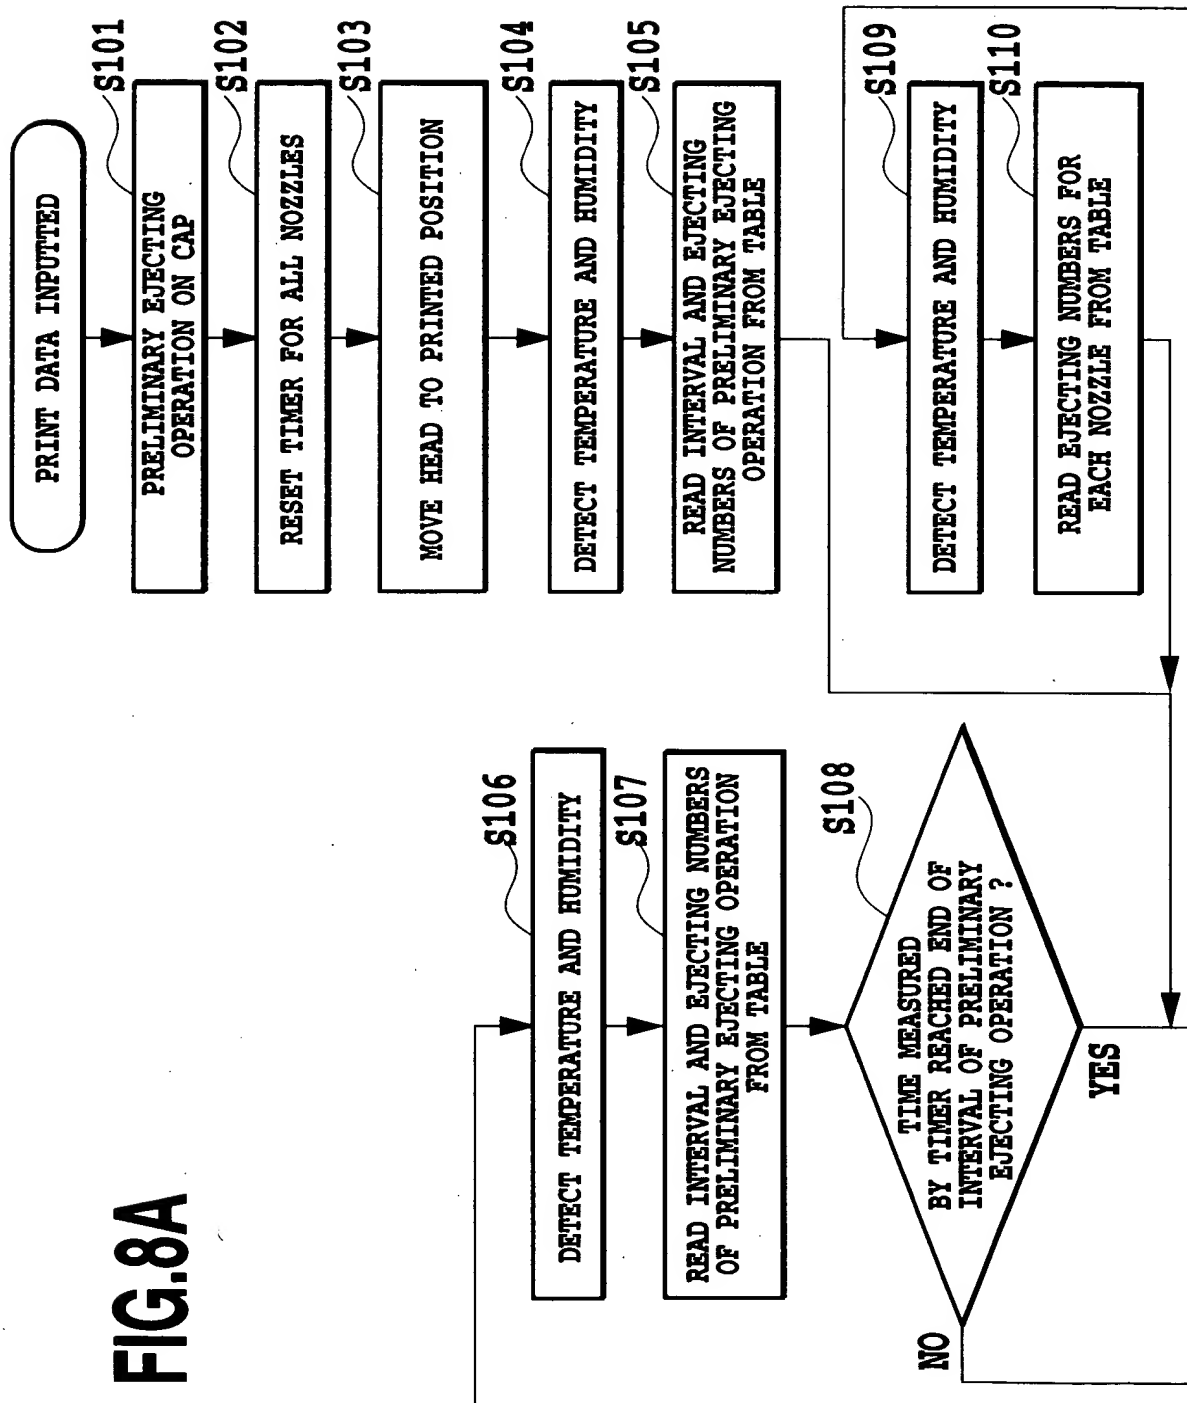 FIG.8A
PRINT DATA INPUTTED
S101
PRELIMINARY EJECTING
OPERATION ON CAP
S102
RESET TIMER FOR ALL NOZZLES
S103
MOVE HEAD TO PRINTED POSITION
S104
DETECT TEMPERATURE AND HUMIDITY
S105
READ INTERVAL AND EJECTING
NUMBERS OF PRELIMINARY EJECTING
OPERATION FROM TABLE
S106
DETECT TEMPERATURE AND HUMIDITY
S107
READ INTERVAL AND EJECTING NUMBERS
OF PRELIMINARY EJECTING OPERATION
FROM TABLE
S108
TIME MEASURED
BY TIMER REACHED END OF
INTERVAL OF PRELIMINARY
EJECTING OPERATION ?
NO
YES
S109
DETECT TEMPERATURE AND HUMIDITY
S110
READ EJECTING NUMBERS FOR
EACH NOZZLE FROM TABLE